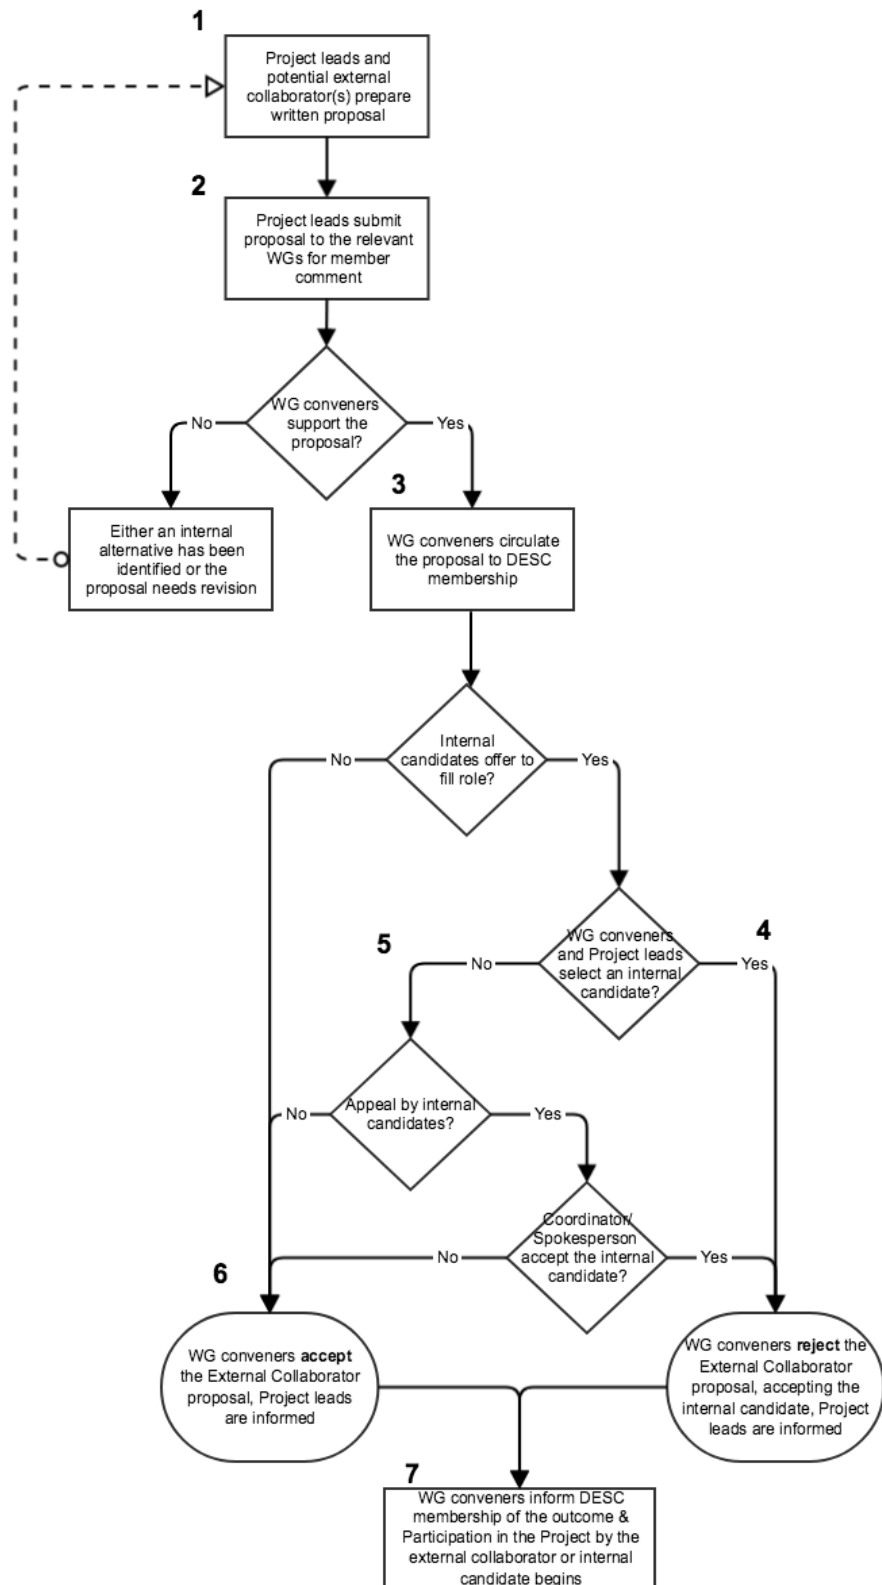 1
Project leads and
potential external
collaborator(s) prepare
written proposal
2
Project leads submit
proposal to the relevant
WGs for member
comment
WG conveners
support the
proposal?
No
Yes
3
Either an internal
alternative has been
identified or the
proposal needs revision
WG conveners circulate
the proposal to DESC
membership
Internal
candidates offer to
fill role?
No
Yes
4
WG conveners
and Project leads
select an internal
candidate?
5
No
Yes
Appeal by internal
candidates?
No
Yes
Coordinator/
Spokesperson
accept the internal
candidate?
No
Yes
6
WG conveners accept
the External Collaborator
proposal, Project leads
are informed
WG conveners reject the
External Collaborator
proposal, accepting the
internal candidate, Project
leads are informed
7
WG conveners inform DESC
membership of the outcome &
Participation in the Project by the
external collaborator or internal
candidate begins